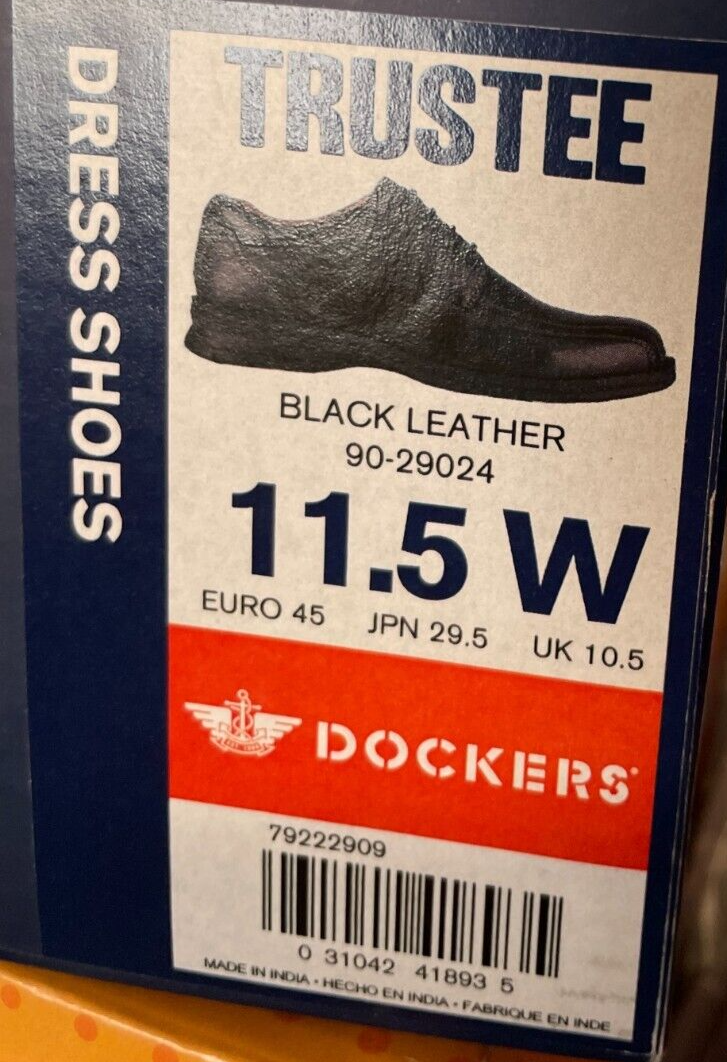 DRESS SHOES
TRUSTEE
BLACK LEATHER
90-29024
11.5 W
EURO 45 JPN 29.5 UK 10.5
DOCKERS
79222909
0 31042 41893 5
MADE IN INDIA • HECHO EN INDIA • FABRIQUE EN INDE